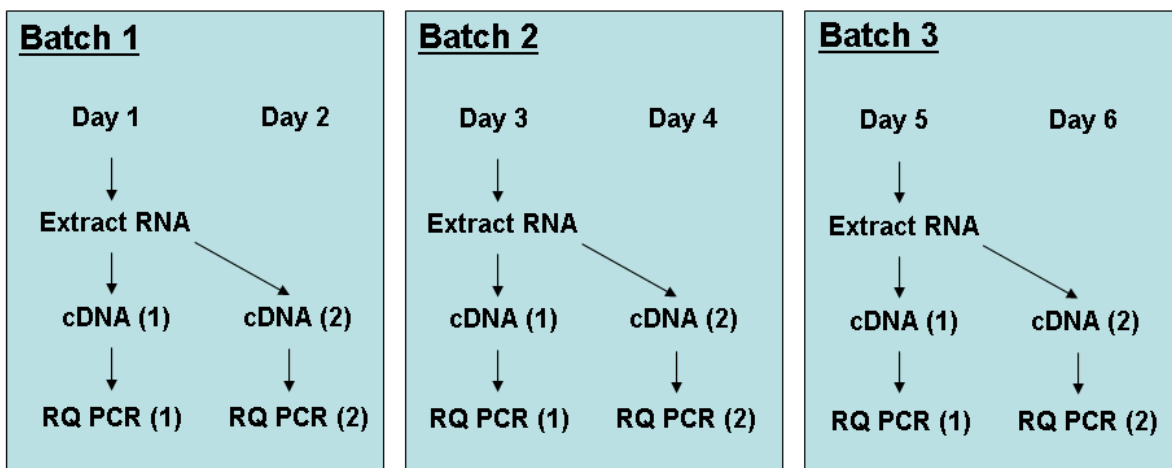 Batch 1
Day 1 Day 2
Extract RNA
cDNA (1) cDNA (2)
RQ PCR (1) RQ PCR (2)
Batch 2
Day 3 Day 4
Extract RNA
cDNA (1) cDNA (2)
RQ PCR (1) RQ PCR (2)
Batch 3
Day 5 Day 6
Extract RNA
cDNA (1) cDNA (2)
RQ PCR (1) RQ PCR (2)